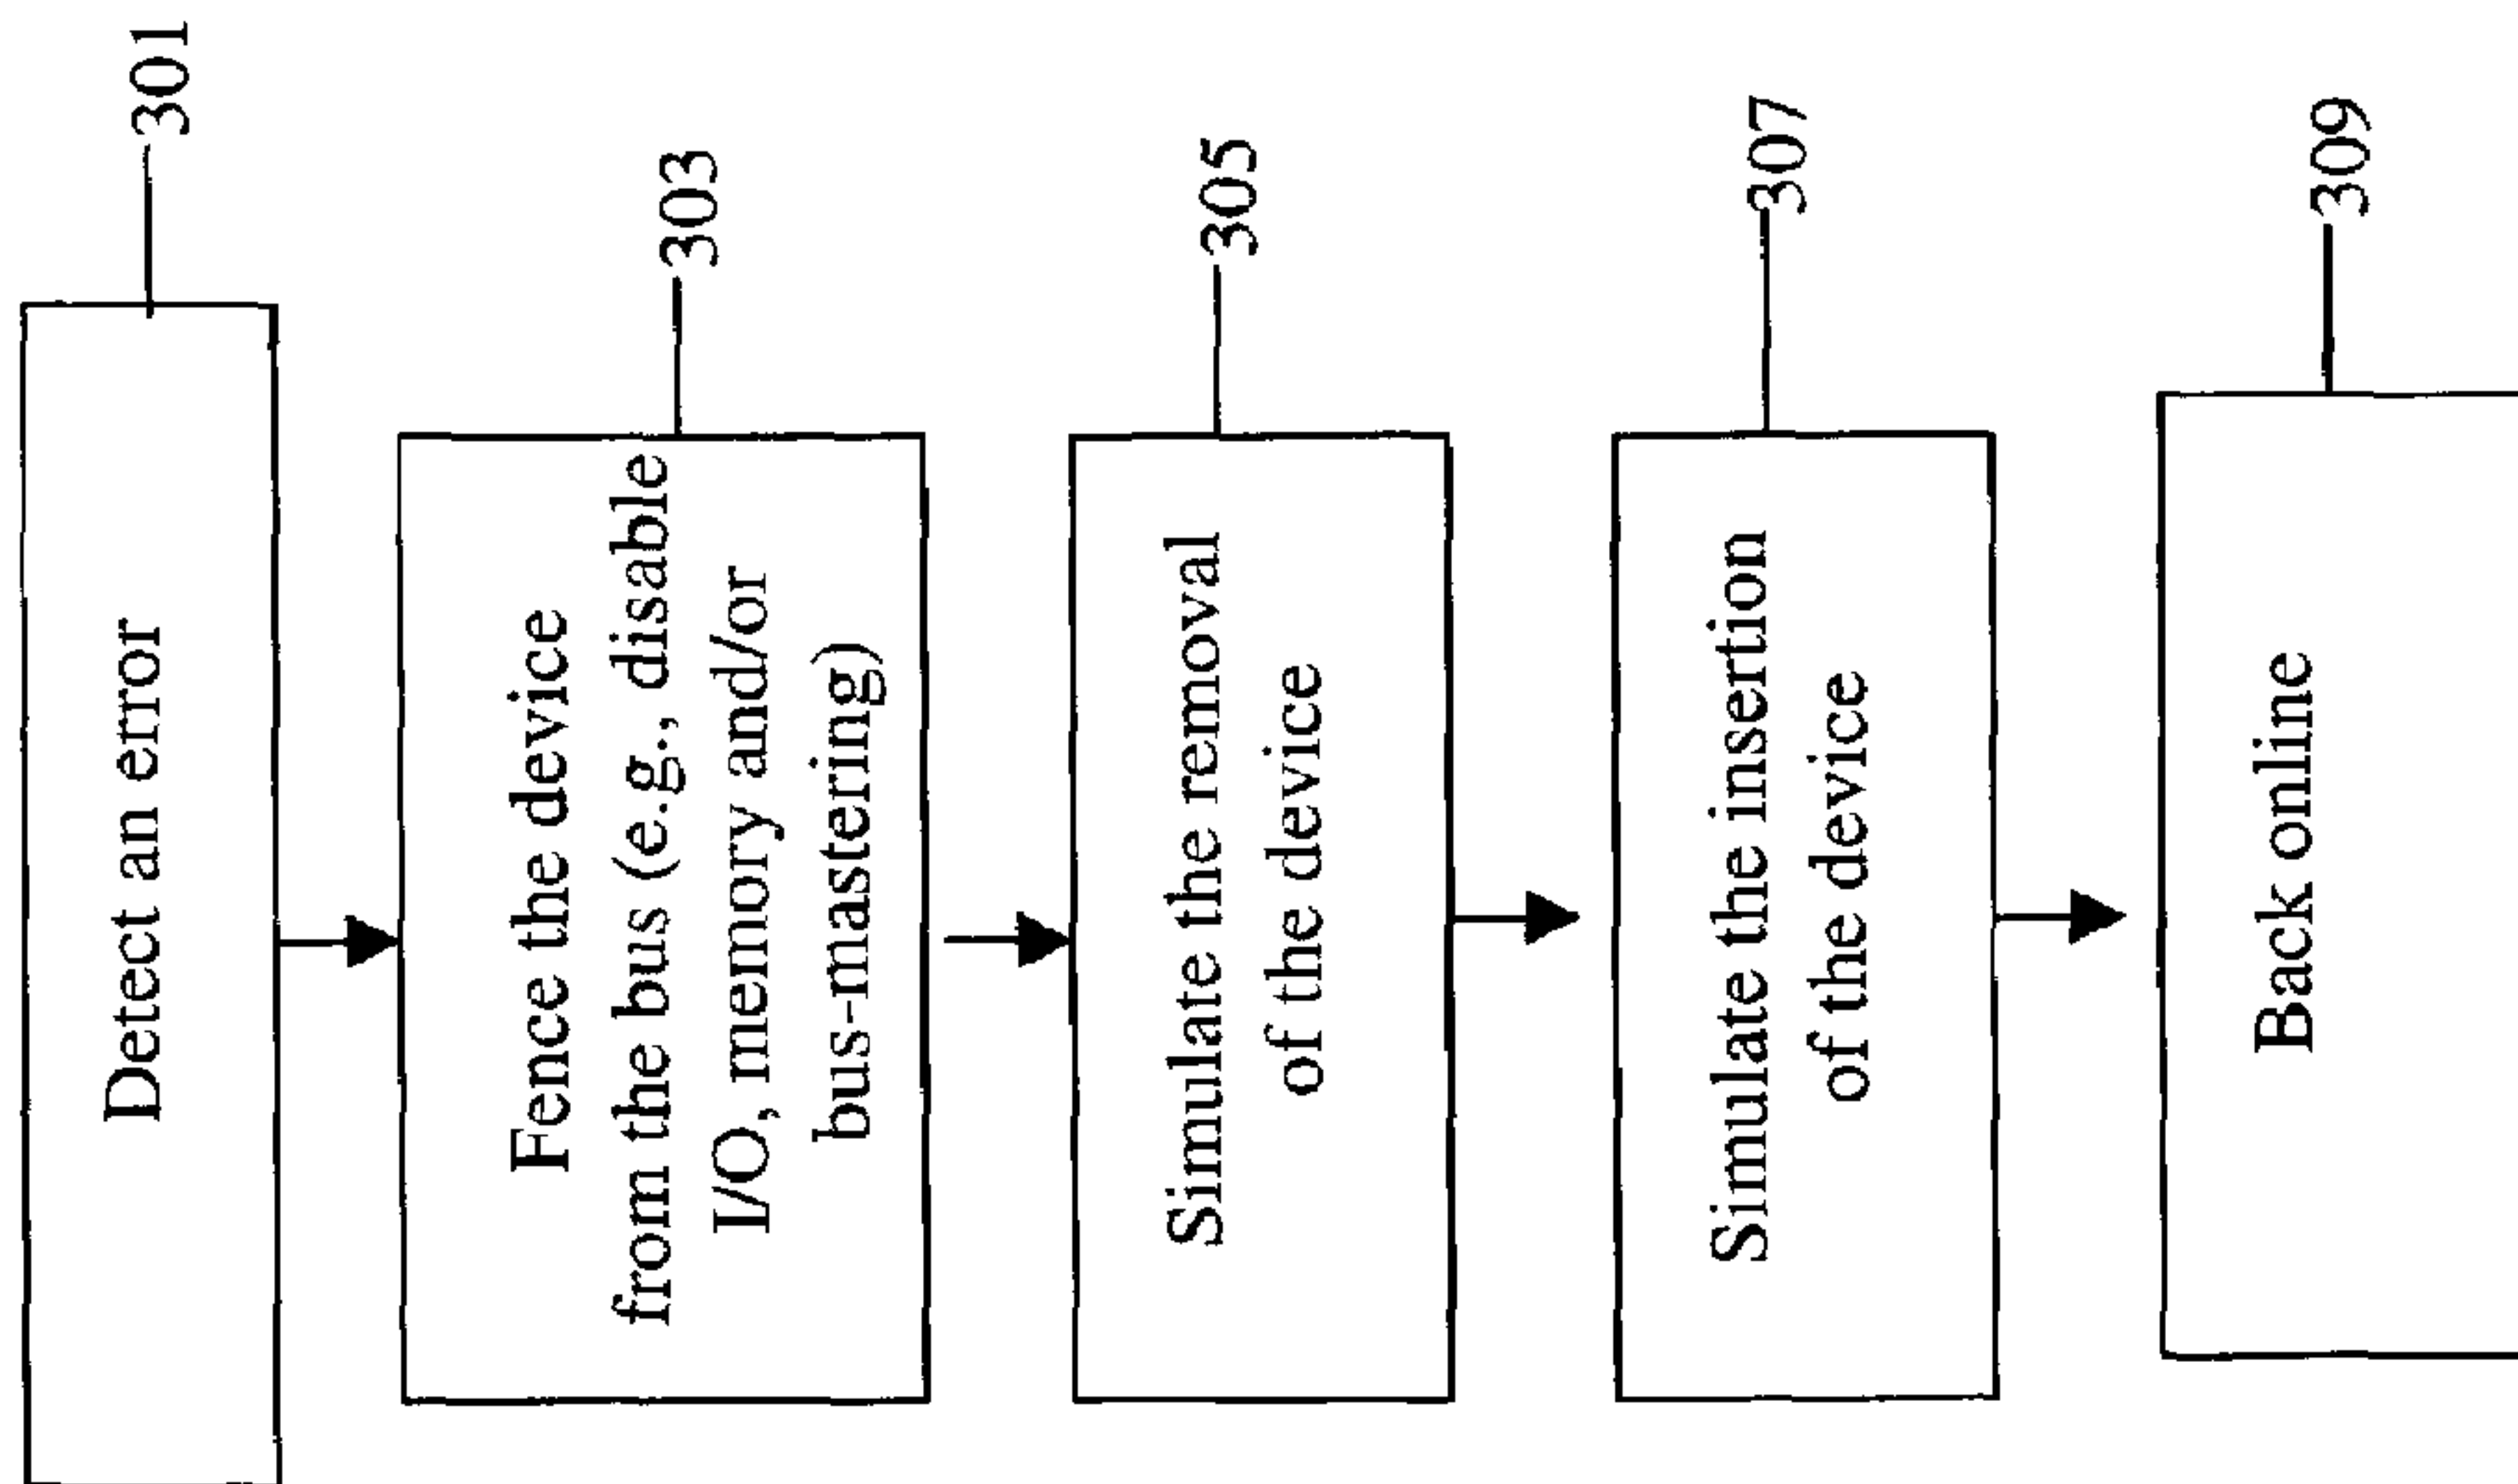 Detect an error
301
Fence the device
from the bus (e.g., disable
I/O, memory and/or
bus-mastering)
303
Simulate the removal
of the device
305
Simulate the insertion
of the device
307
Back online
309